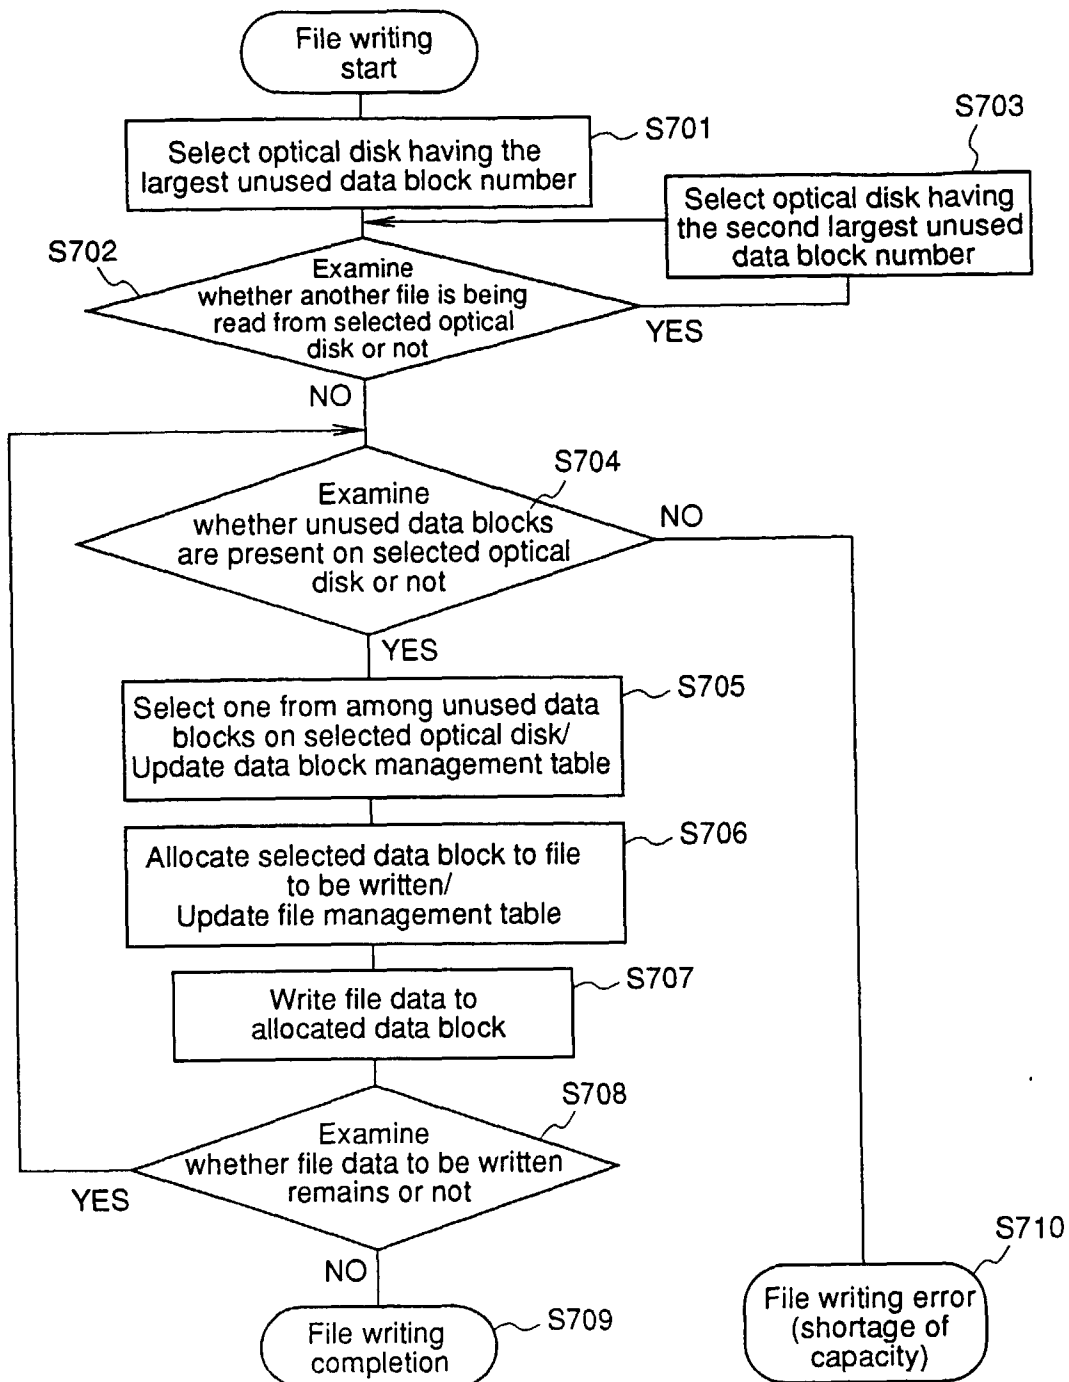 File writing
start
S701
Select optical disk having the
largest unused data block number
S703
Select optical disk having
the second largest unused
data block number
S702
Examine
whether another file is being
read from selected optical
disk or not
YES
NO
S704
Examine
whether unused data blocks
are present on selected optical
disk or not
NO
YES
S705
Select one from among unused data
blocks on selected optical disk/
Update data block management table
S706
Allocate selected data block to file
to be written/
Update file management table
S707
Write file data to
allocated data block
S708
Examine
whether file data to be written
remains or not
YES
NO
S709
File writing
completion
S710
File writing error
(shortage of
capacity)